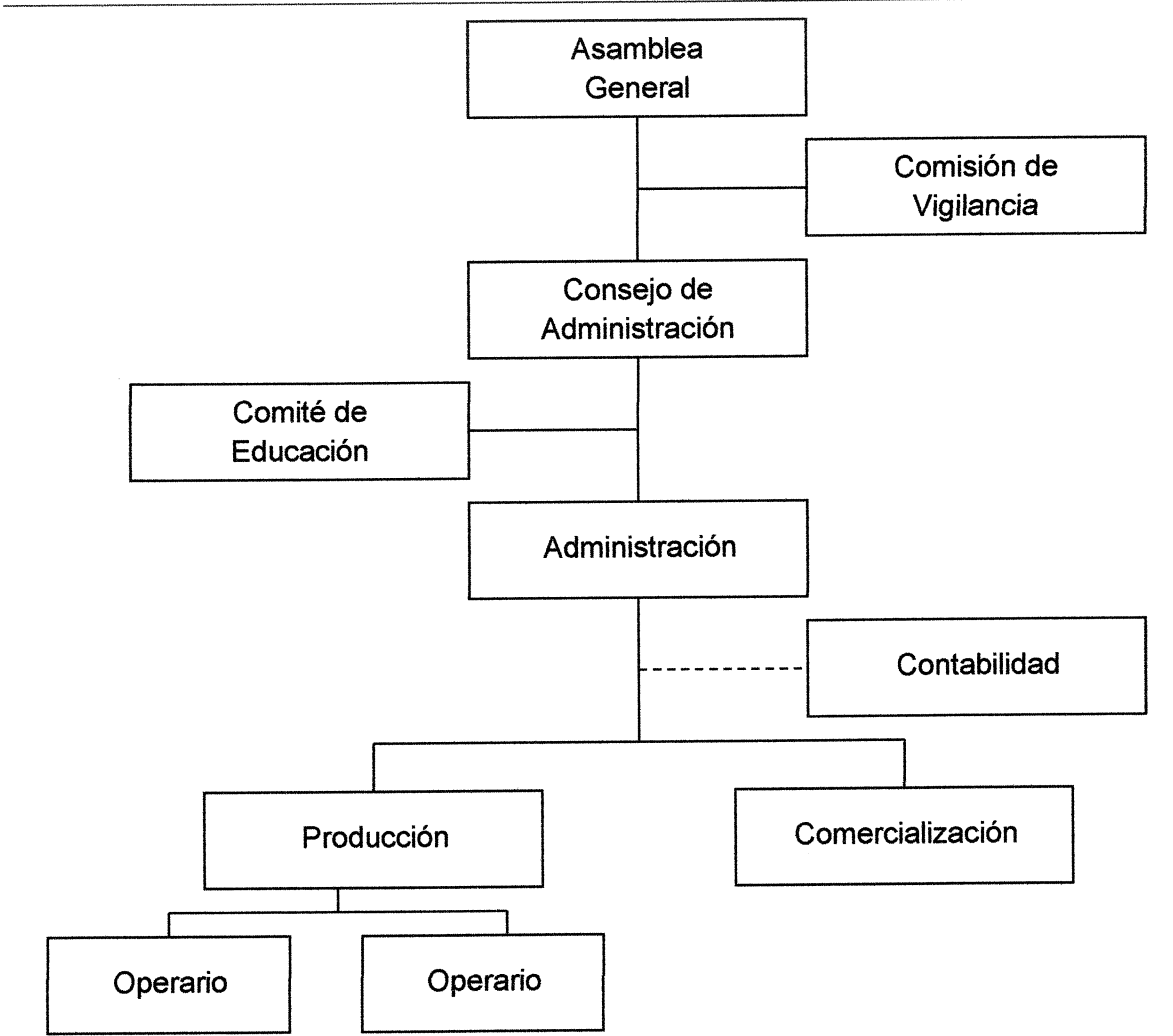 Asamblea
General
Comisión de
Vigilancia
Consejo de
Administración
Comité de
Educación
Administración
Contabilidad
Producción
Comercialización
Operario
Operario